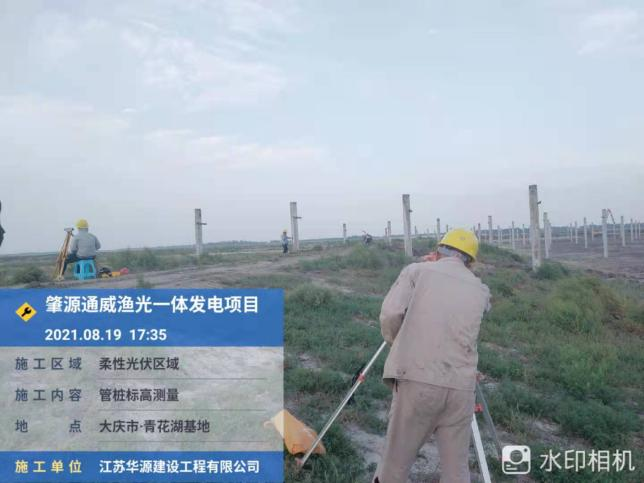 肇源通威渔光一体发电项目
2021.08.19 17:35
施工区域 柔性光伏区域
施工内容 管桩标高测量
地点 大庆市·青花湖基地
施工单位 江苏华源建设工程有限公司
水印相机